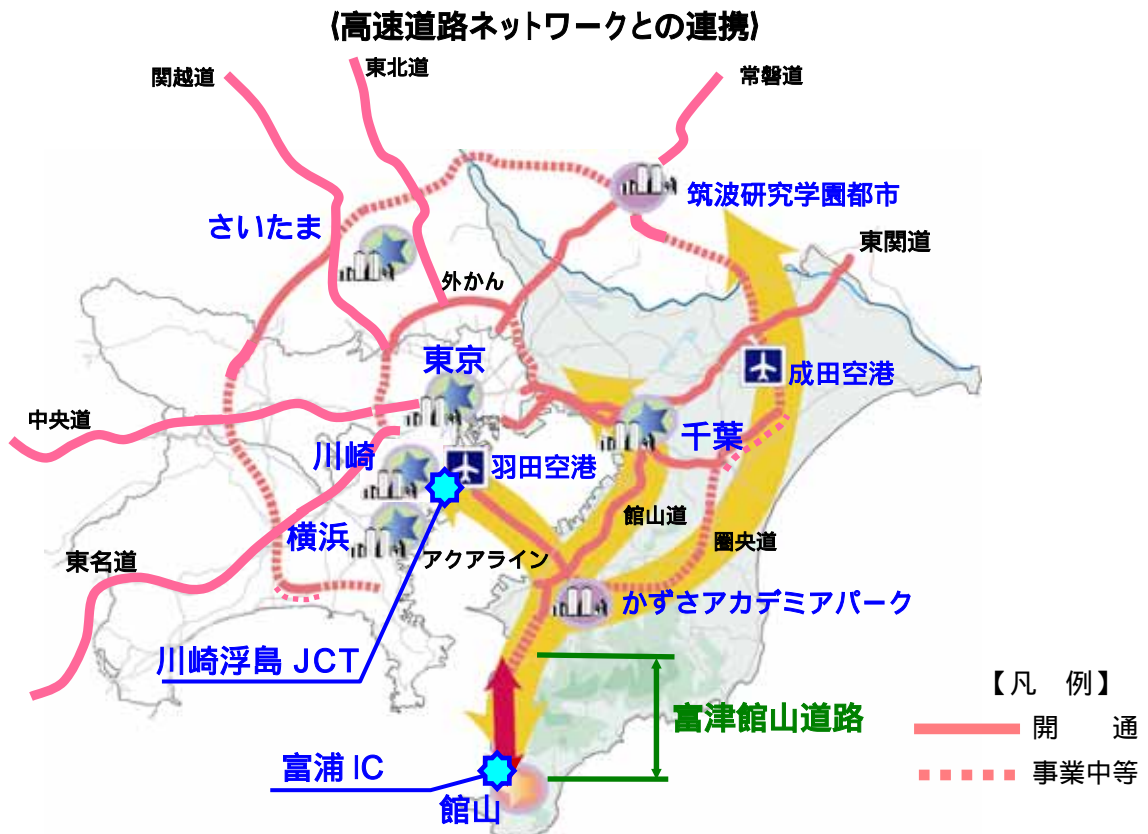 (高速道路ネットワークとの連携)
関越道
東北道
常磐道
筑波研究学園都市
さいたま
東関道
外かん
東京
成田空港
中央道
千葉
川崎
羽田空港
横浜
館山道
圏央道
東名道
アクアライン
かずさアカデミアパーク
川崎浮島 JCT
【凡 例】
富津館山道路
開 通
富浦 IC
事業中等
館山